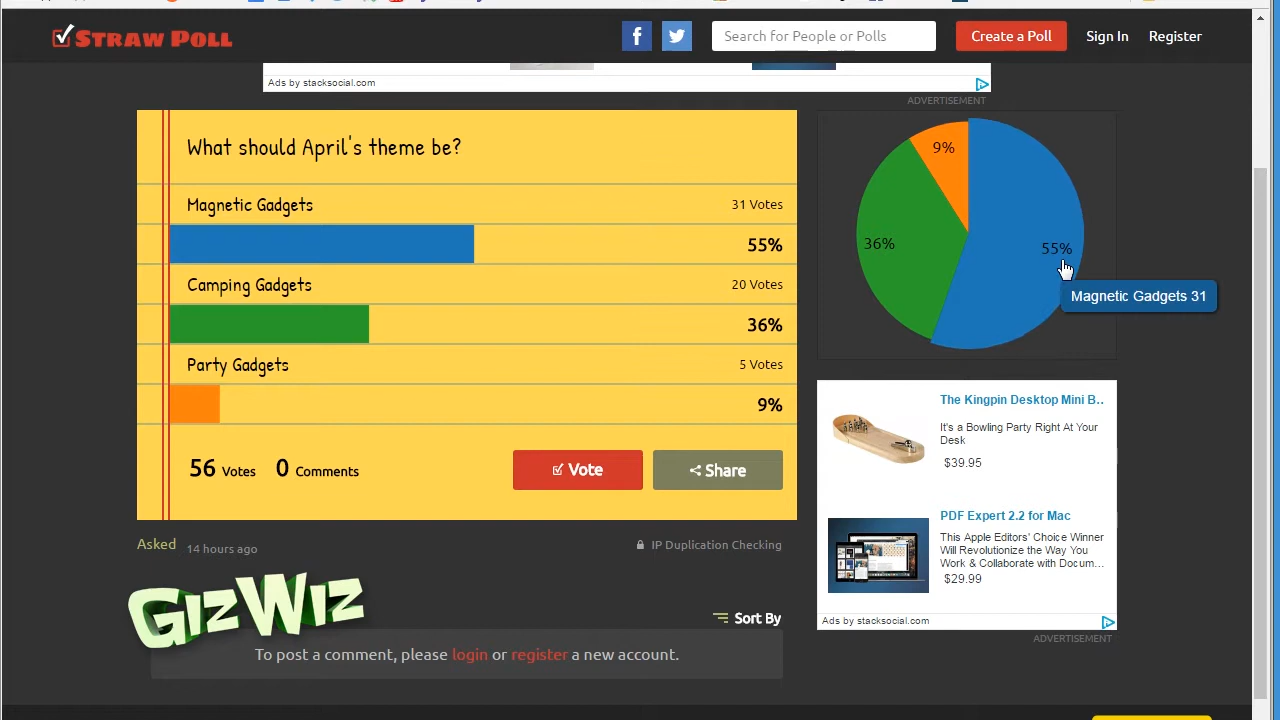 STRAW POLL
Search for People or Polls
Create a Poll
Sign In
Register
Ads by stacksocial.com
ADVERTISEMENT
What should April's theme be?
Magnetic Gadgets
31 Votes
55%
Camping Gadgets
20 Votes
36%
Party Gadgets
5 Votes
9%
56 Votes
0 Comments
Vote
Share
Asked
14 hours ago
IP Duplication Checking
GizWiz
Sort By
To post a comment, please login or register a new account.
9%
36%
55%
Magnetic Gadgets 31
The Kingpin Desktop Mini B..
It's a Bowling Party Right At Your
Desk
$39.95
PDF Expert 2.2 for Mac
This Apple Editors' Choice Winner
Will Revolutionize the Way You
Work & Collaborate with Docum...
$29.99
Ads by stacksocial.com
ADVERTISEMENT